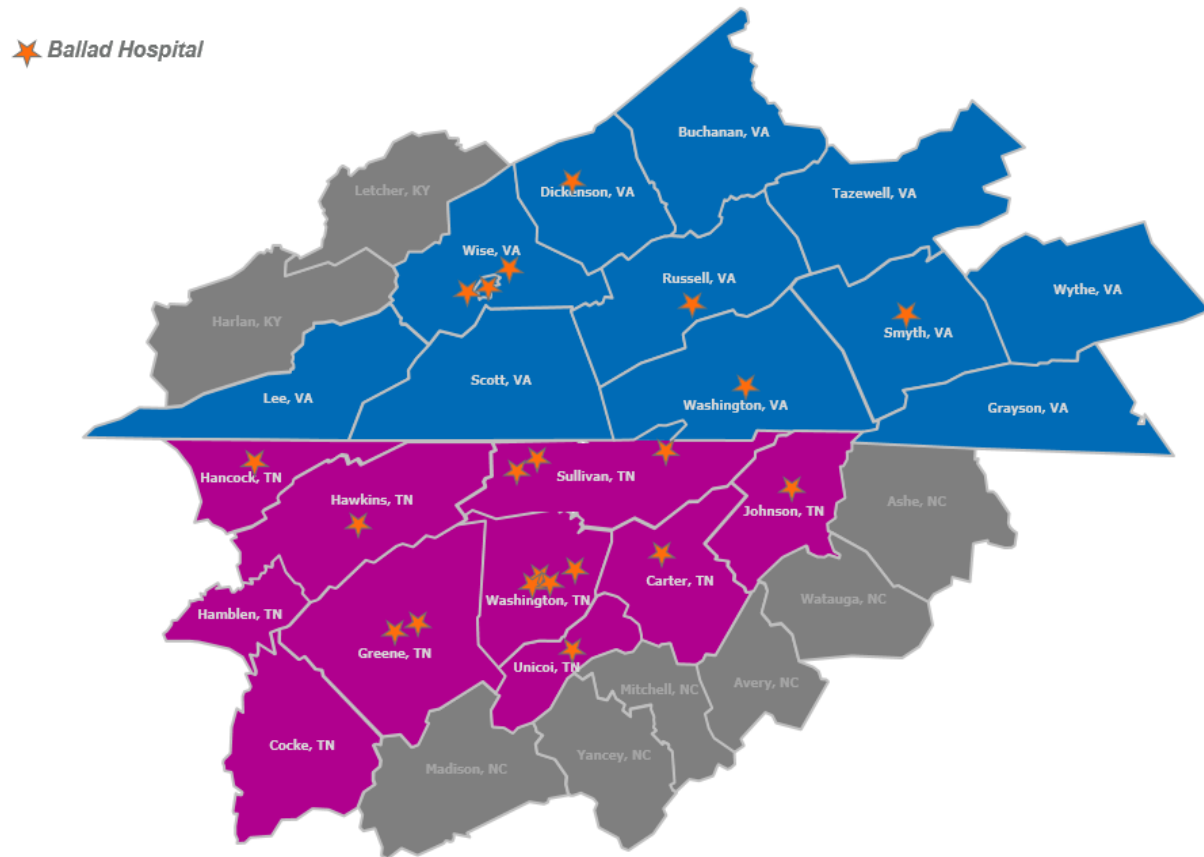 Ballad Hospital
Buchanan, VA
Letcher, KY
Dickenson, VA
Tazewell, VA
Wise, VA
Russell, VA
Wythe, VA
Harlan, KY
Smyth, VA
Scott, VA
Lee, VA
Washington, VA
Grayson, VA
Hancock, TN
Sullivan, TN
Hawkins, TN
Johnson, TN
Ashe, NC
Carter, TN
Washington, TN
Watauga, NC
Hamblen, TN
Greene, TN
Unicoi, TN
Mitchell, NC
Avery, NC
Cocke, TN
Yancey, NC
Madison, NC